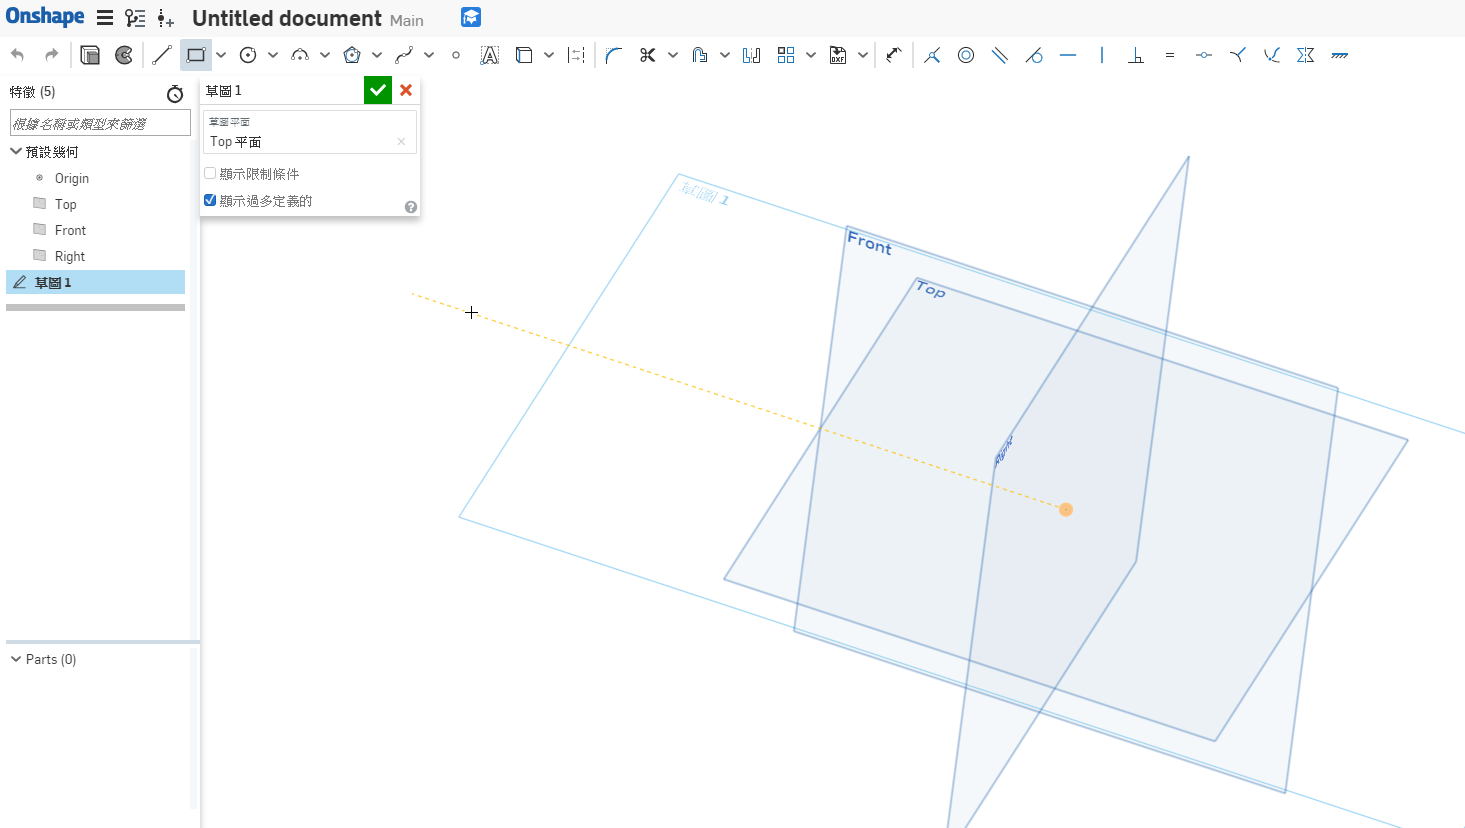 Onshape
Untitled document Main
特徵 (5)
根據名稱或類型來篩選
預設幾何
Origin
Top
Front
Right
草圖 1
Parts (0)
草圖 1
草圖平面
Top 平面
顯示限制條件
顯示過多定義的
草圖 1
Front
Top
Right
DXF